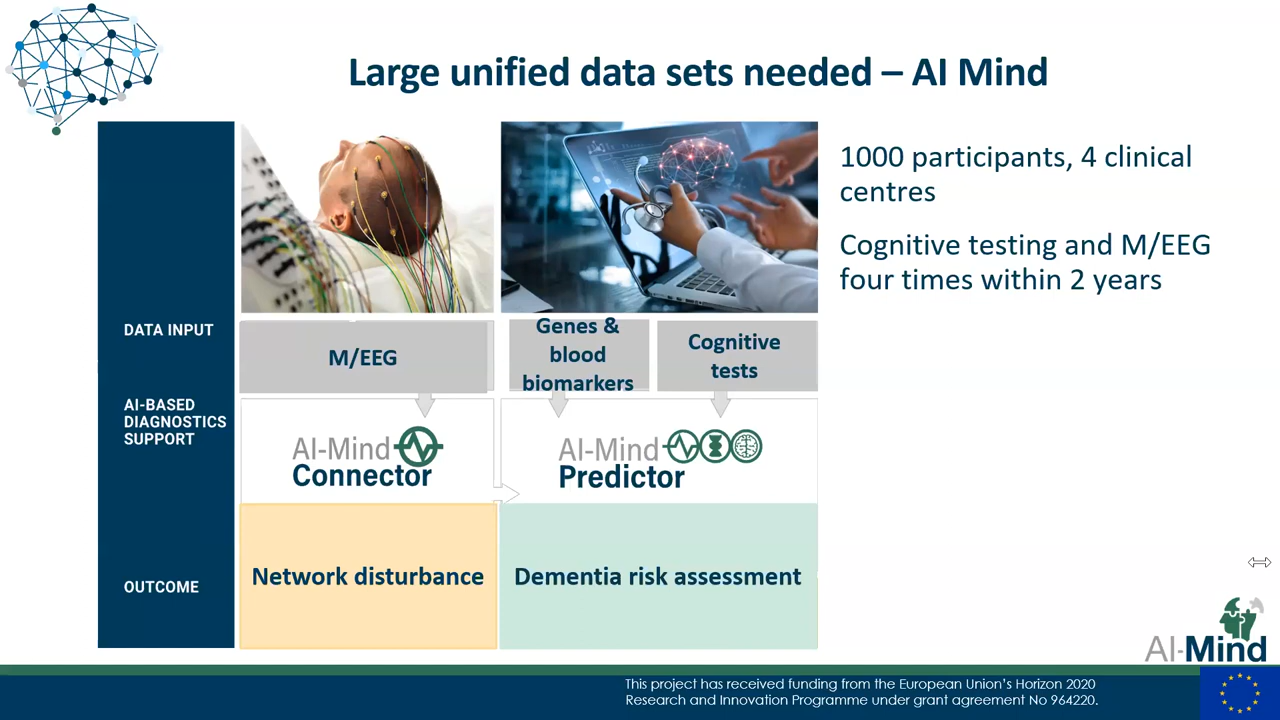 Large unified data sets needed – AI Mind
1000 participants, 4 clinical
centres
Cognitive testing and M/EEG
four times within 2 years
DATA INPUT
M/EEG
Genes &
blood
biomarkers
Cognitive
tests
AI-BASED
DIAGNOSTICS
SUPPORT
AI-Mind
Connector
AI-Mind
Predictor
OUTCOME
Network disturbance
Dementia risk assessment
AI-Mind
This project has received funding from the European Union’s Horizon 2020
Research and Innovation Programme under grant agreement No 964220.